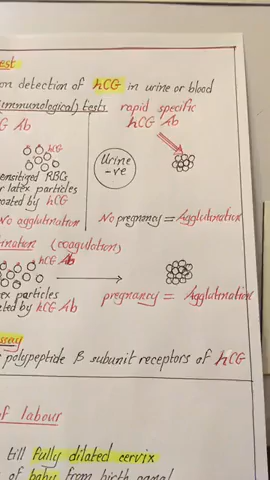 est
on detection of hCG in urine or blood
(immunological) tests rapid specific
G Ab
hCG Ab
hCG
Urine
-ve
ensitized RBG
r latex particles
oated by hCG
No agglutination
No pregnancy = Agglutination
ination (coagulation)
hCG Ab
ex particles
ated by hCG Ab
pregnancy = Agglutination
ssay
polypeptide β subunit receptors of hCG
of labour
till fully dilated cervix
of baby from birth canal